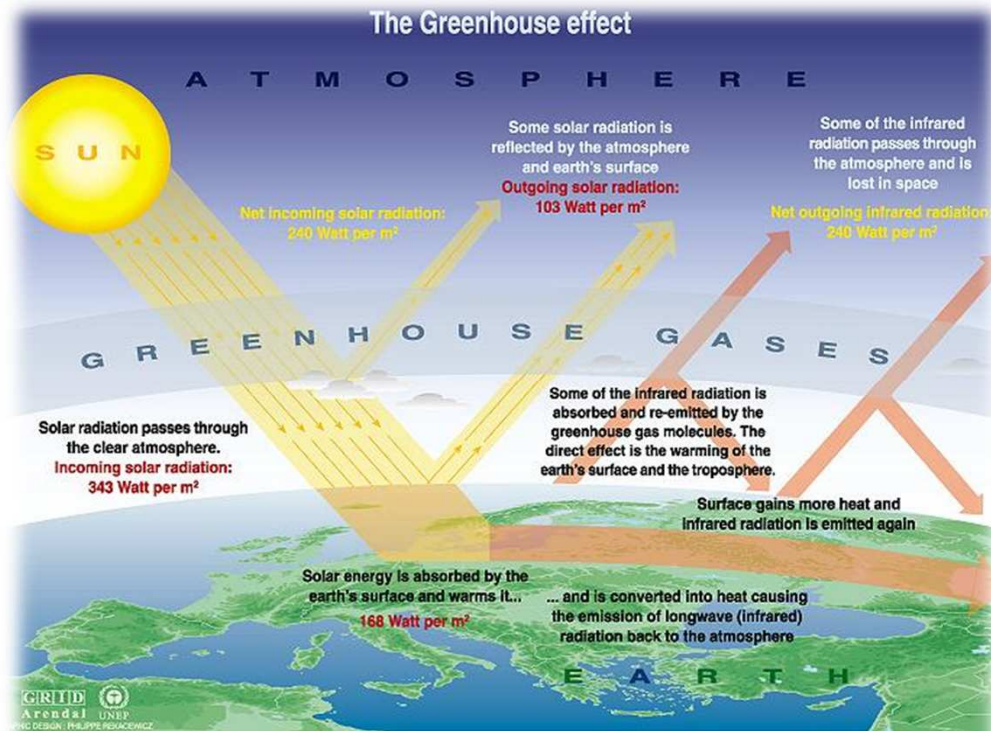 The Greenhouse effect
A T M O S P H E R E
S U N
Some solar radiation is
reflected by the atmosphere
and earth's surface
Outgoing solar radiation:
103 Watt per m²
Some of the infrared
radiation passes through
the atmosphere and is
lost in space
Net outgoing infrared radiation:
240 Watt per m²
Net incoming solar radiation:
240 Watt per m²
G R E E N H O U S E G A S E S
Solar radiation passes through
the clear atmosphere.
Incoming solar radiation:
343 Watt per m²
Some of the infrared radiation is
absorbed and re-emitted by the
greenhouse gas molecules. The
direct effect is the warming of the
earth's surface and the troposphere.
Surface gains more heat and
infrared radiation is emitted again
Solar energy is absorbed by the
earth's surface and warms it...
168 Watt per m²
... and is converted into heat causing
the emission of longwave (infrared)
radiation back to the atmosphere
E A R T H
G R I D
Arendal
UNEP
DESIGN : PHILIPPE REKACEWICZ